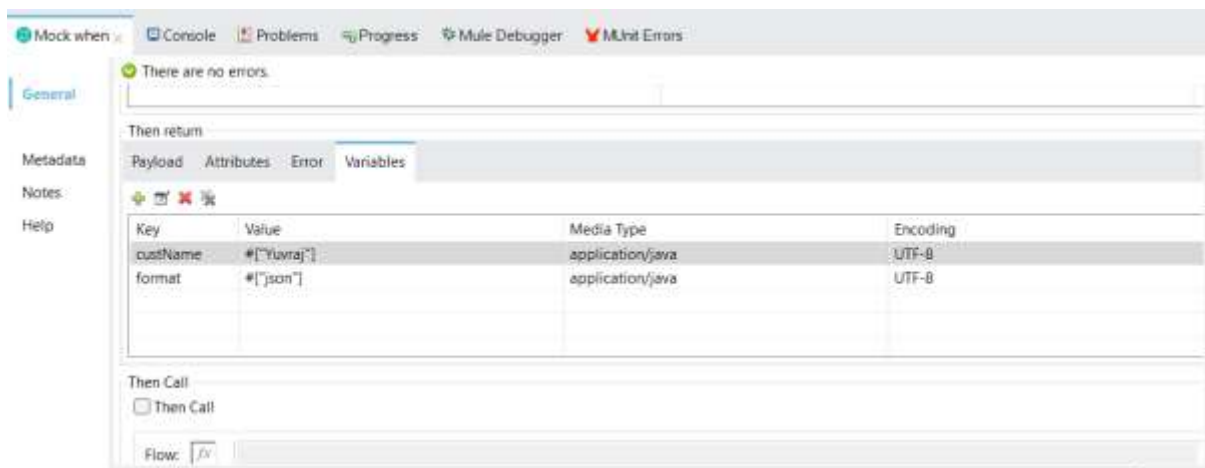 Mock when Console Problems Progress Mule Debugger MUnit Errors
There are no errors.
General
Then return
Metadata Payload Attributes Error Variables
Notes
Help Key Value Media Type Encoding
custName #["Yuvraj"] application/java UTF-8
format #["json"] application/java UTF-8
Then Call
Then Call
Flow: fx